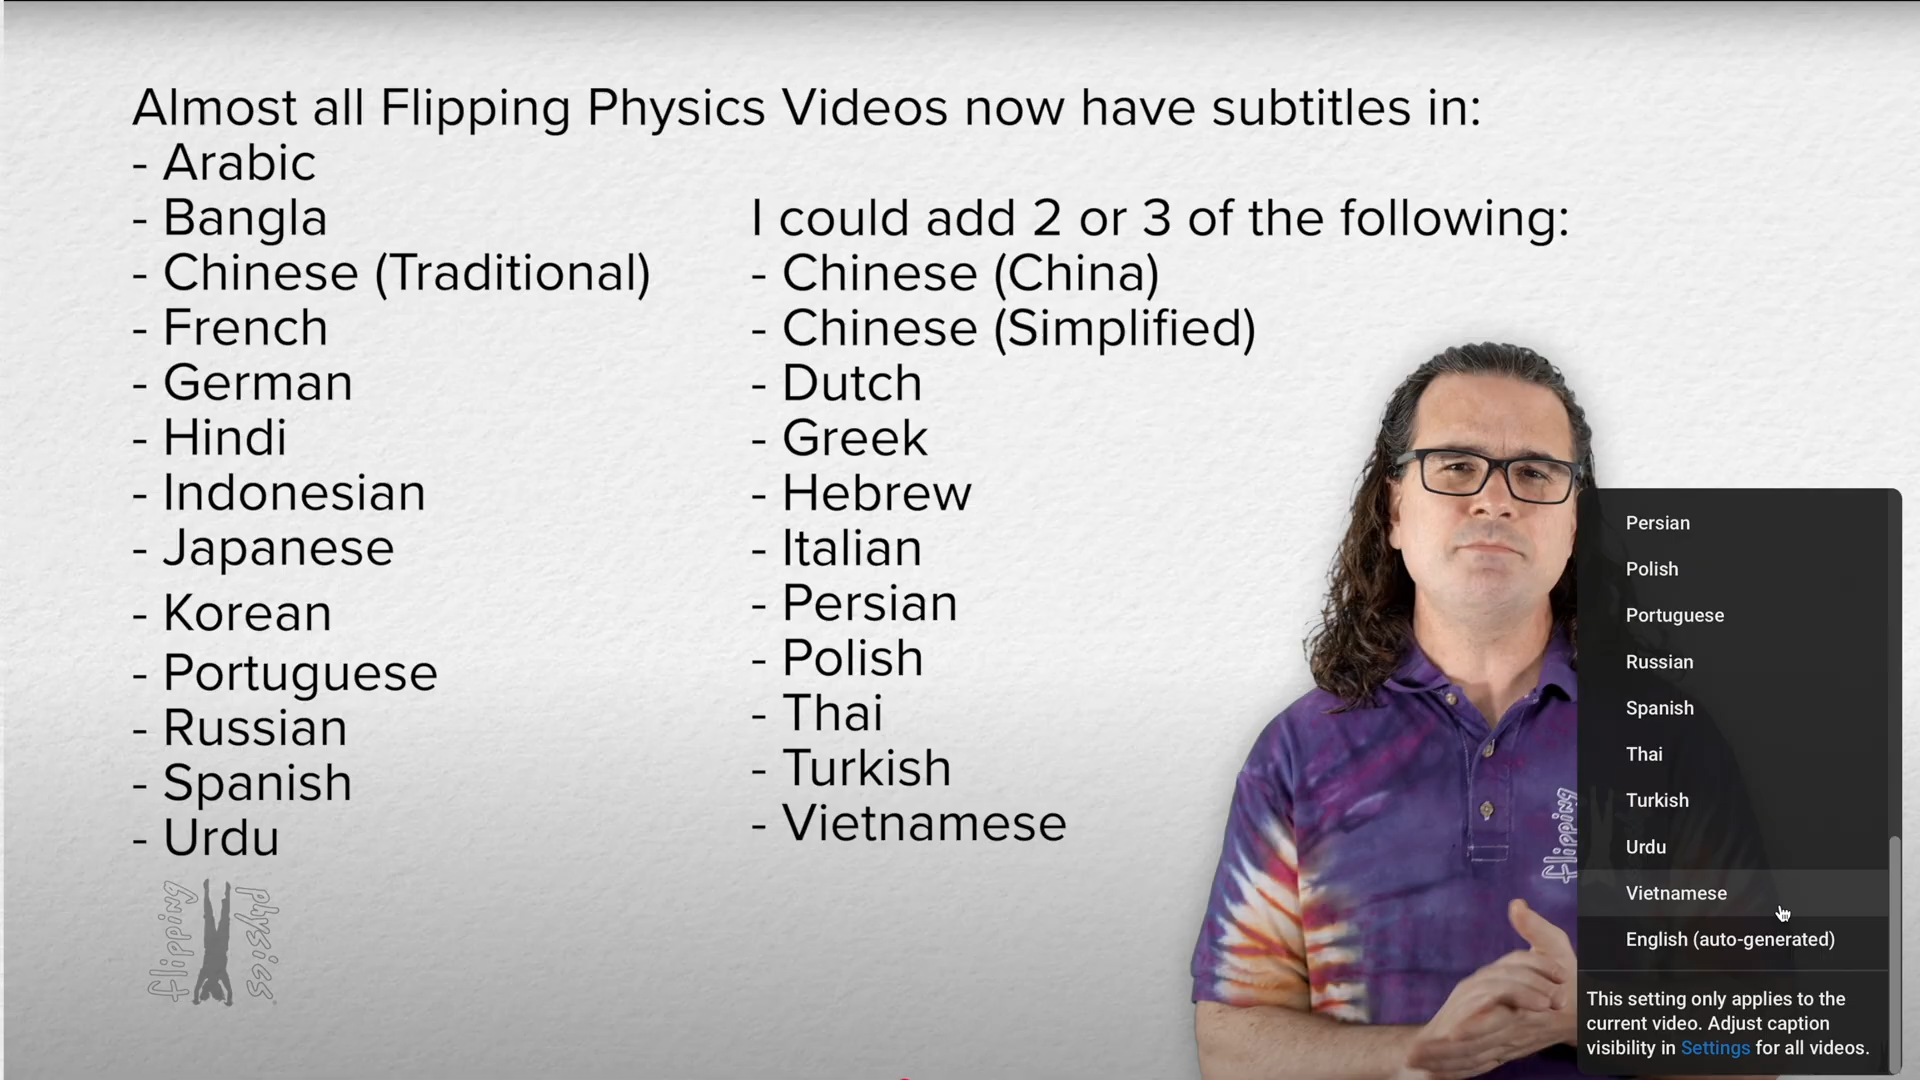 Almost all Flipping Physics Videos now have subtitles in:
- Arabic
- Bangla
- Chinese (Traditional)
- French
- German
- Hindi
- Indonesian
- Japanese
- Korean
- Portuguese
- Russian
- Spanish
- Urdu
I could add 2 or 3 of the following:
- Chinese (China)
- Chinese (Simplified)
- Dutch
- Greek
- Hebrew
- Italian
- Persian
- Polish
- Thai
- Turkish
- Vietnamese
flipping
physics
flipping
Persian
Polish
Portuguese
Russian
Spanish
Thai
Turkish
Urdu
Vietnamese
English (auto-generated)
This setting only applies to the
current video. Adjust caption
visibility in Settings for all videos.